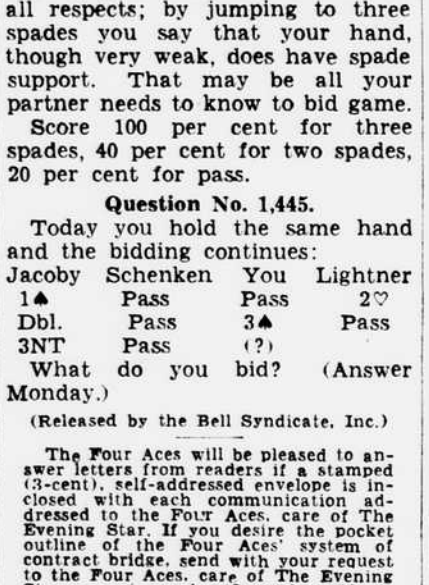 all respects; by jumping to three
spades you say that your hand,
though very weak, does have spade
support. That may be all your
partner needs to know to bid game.
Score 100 per cent for three
spades, 40 per cent for two spades,
20 per cent for pass.
Question No. 1,445.
Today you hold the same hand
and the bidding continues:
Jacoby Schenken You Lightner
1♠ Pass Pass 2♡
Dbl. Pass 3♠ Pass
3NT Pass (?)
What do you bid? (Answer
Monday.)
(Released by the Bell Syndicate, Inc.)
The Four Aces will be pleased to an-
swer letters from readers if a stamped
(3-cent), self-addressed envelope is in-
closed with each communication ad-
dressed to the Four Aces, care of The
Evening Star. If you desire the pocket
outline of the Four Aces' system of
contract bridge, send with your request
to the Four Aces, care of The Evening